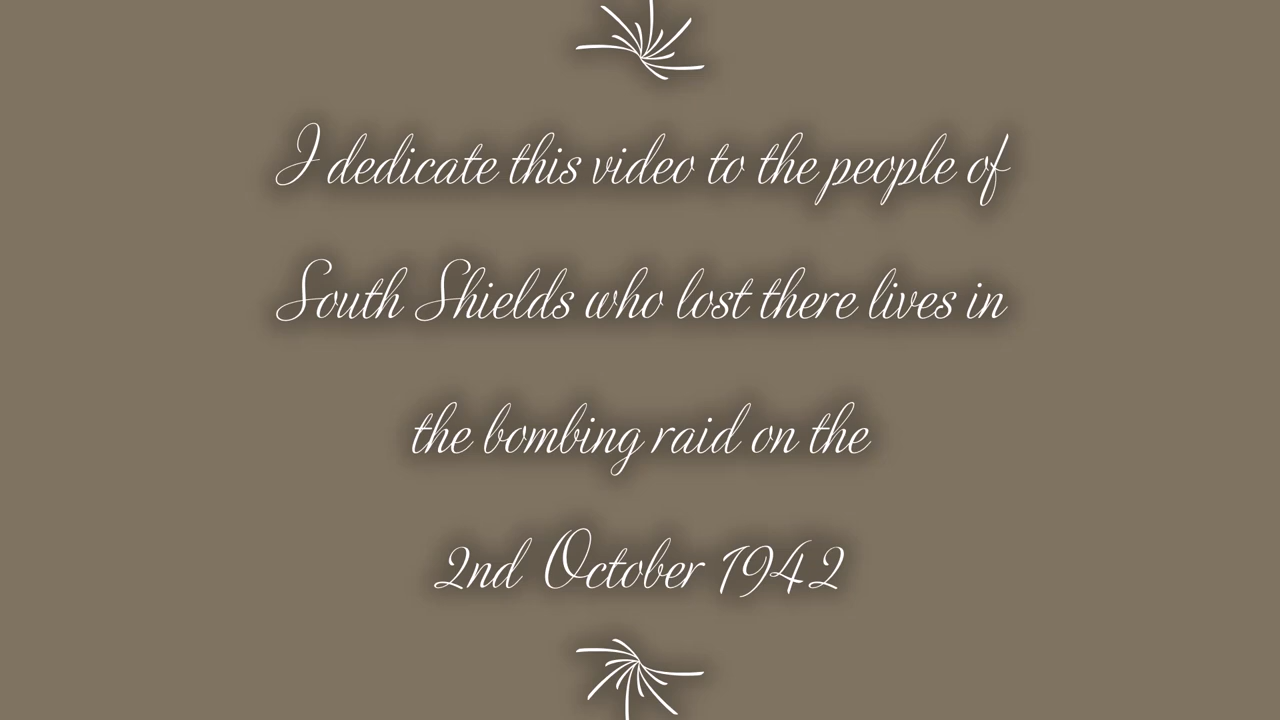 I dedicate this video to the people of
South Shields who lost there lives in
the bombing raid on the
2nd October 1942